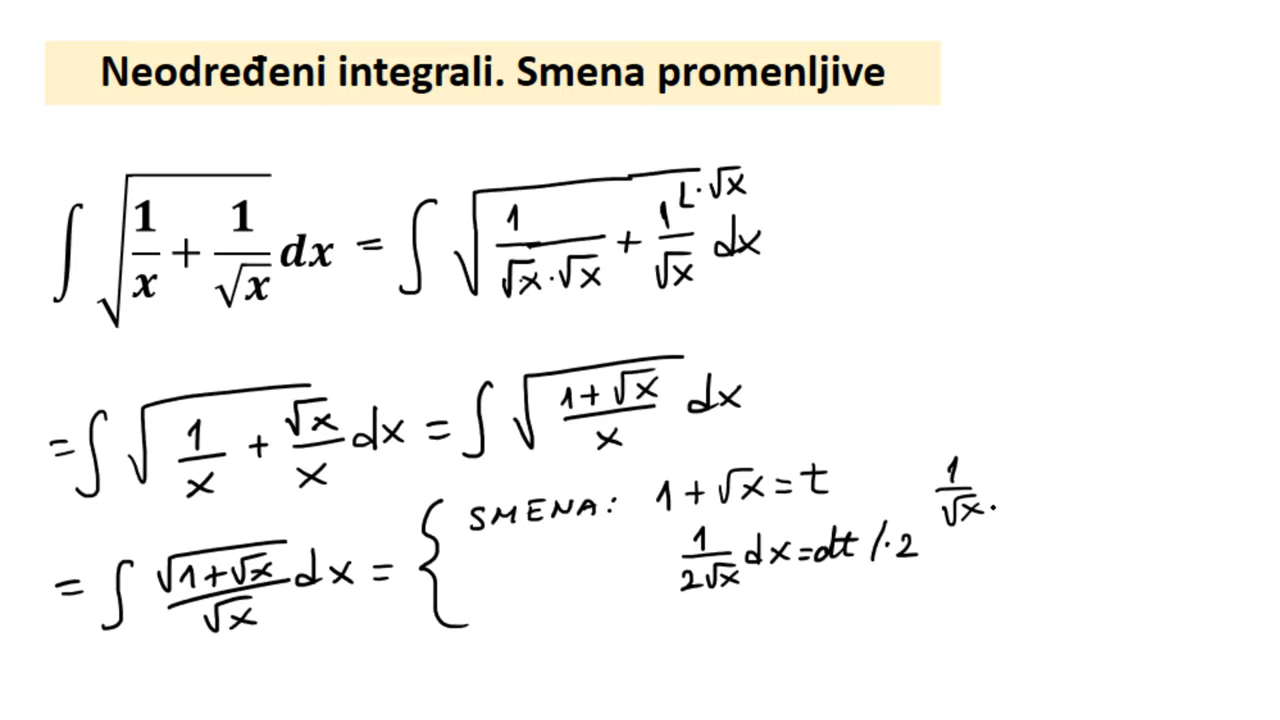 Neodređeni integrali. Smena promenljive
∫ √(1/x + 1/√x) dx = ∫ √(1/(√x·√x) + 1/√x) dx ·√x
= ∫ √(1/x + √x/x) dx = ∫ √((1+√x)/x) dx
= ∫ √(1+√x)/√x dx = { SMENA: 1+√x = t
1/(2√x) dx = dt /·2
1/√x ·